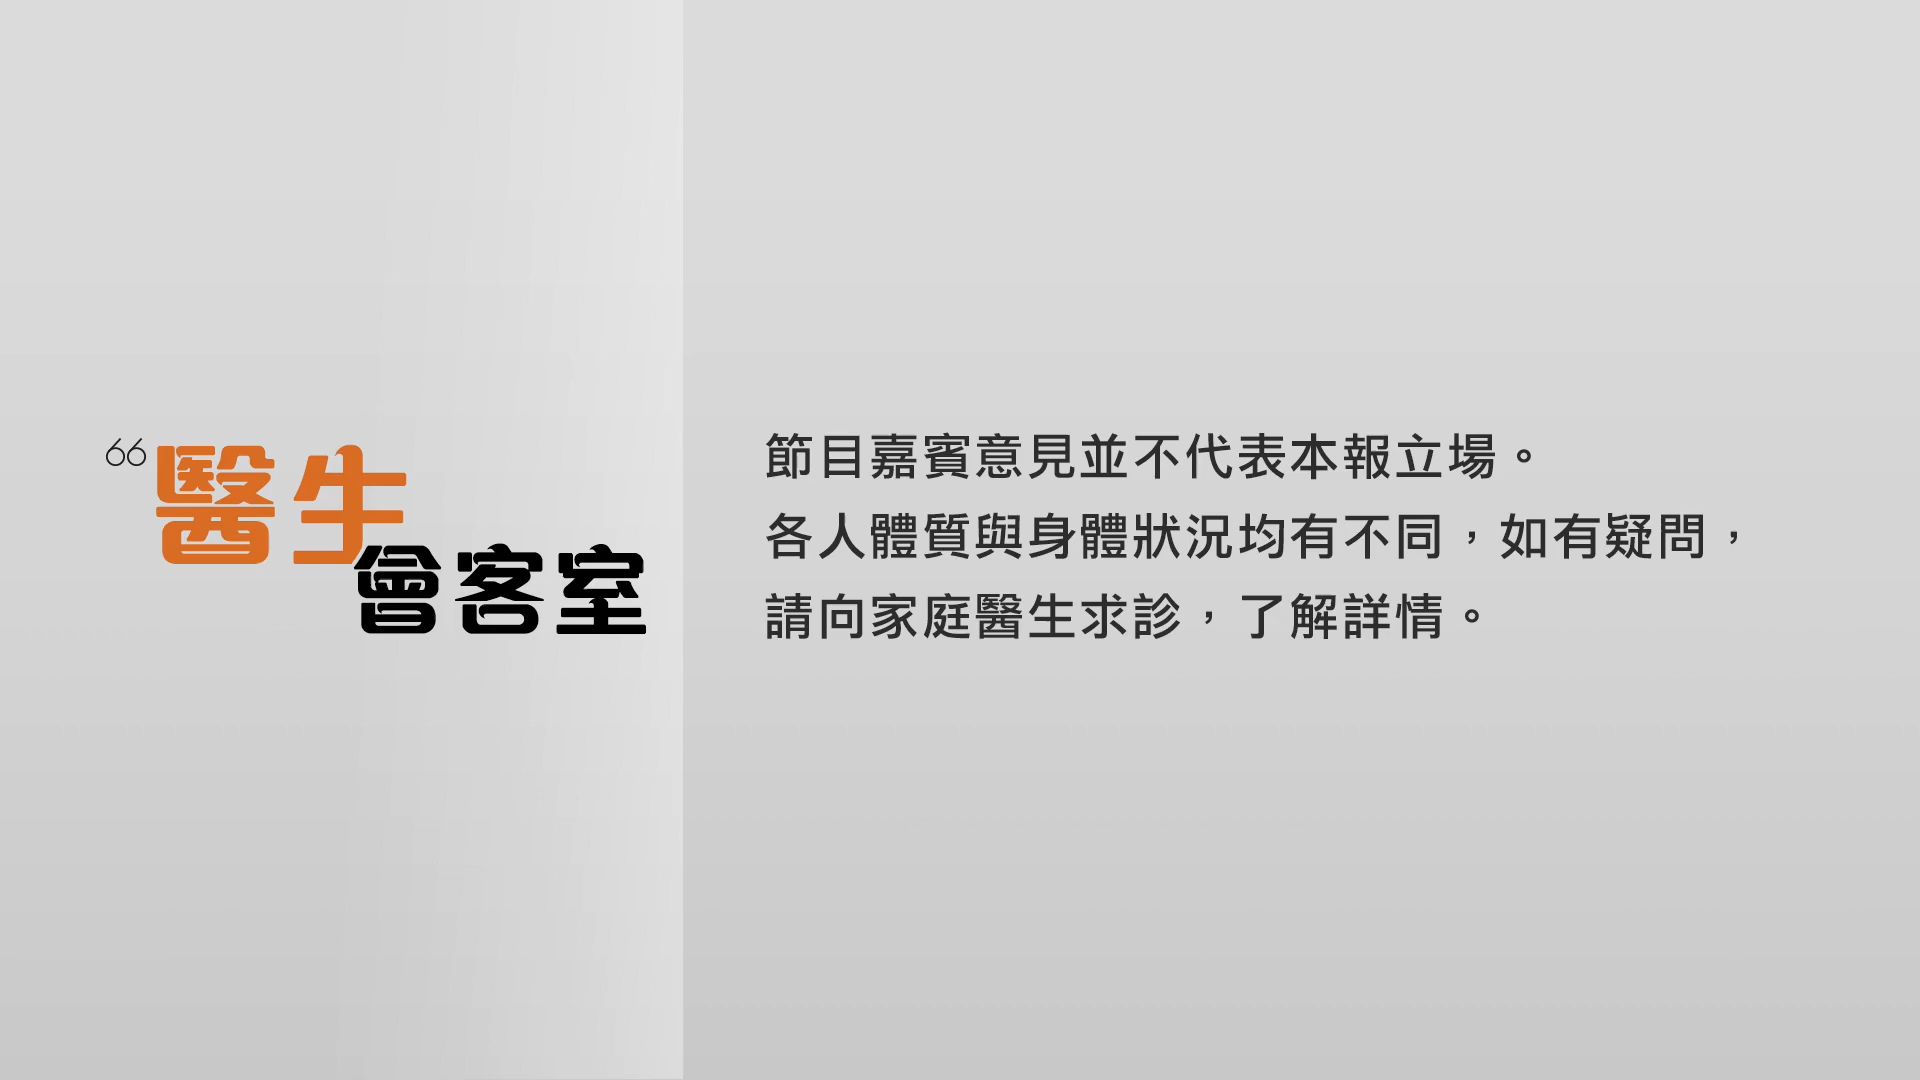 “醫生
會客室
節目嘉賓意見並不代表本報立場。
各人體質與身體狀況均有不同，如有疑問，
請向家庭醫生求診，了解詳情。